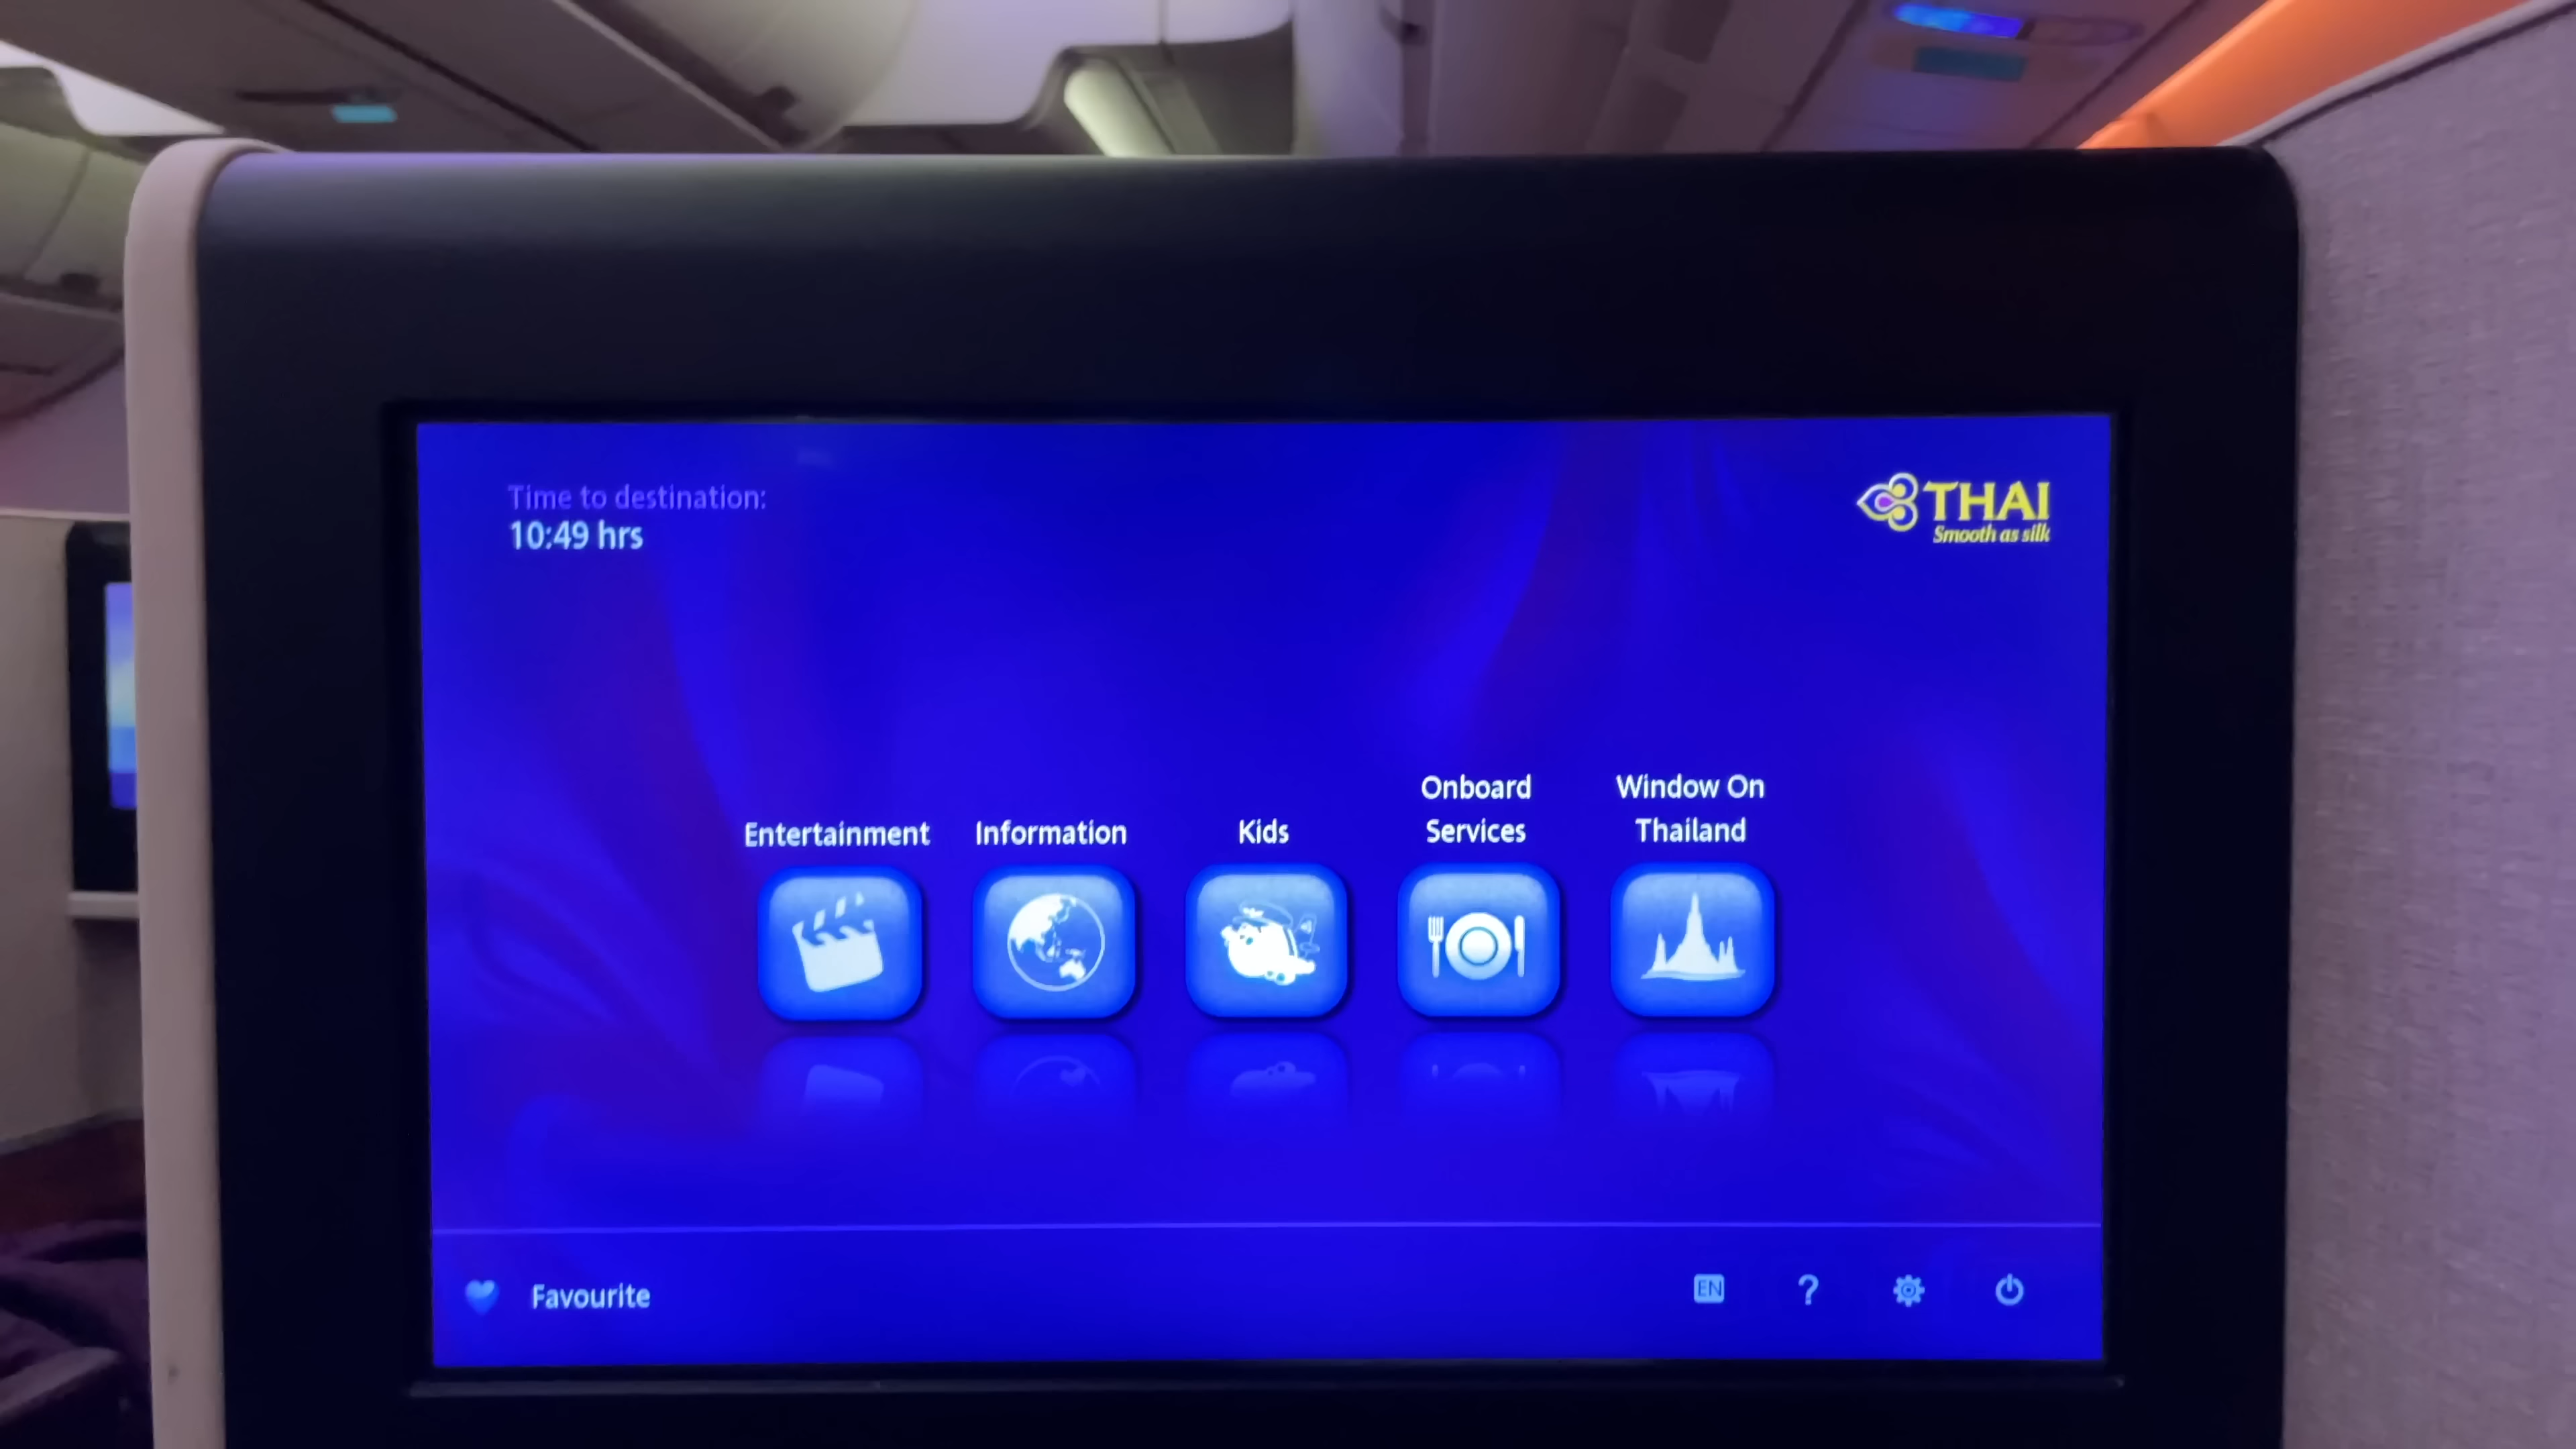 Time to destination:
10:49 hrs
THAI
Smooth as silk
Entertainment
Information
Kids
Onboard
Services
Window On
Thailand
Favourite
EN
?